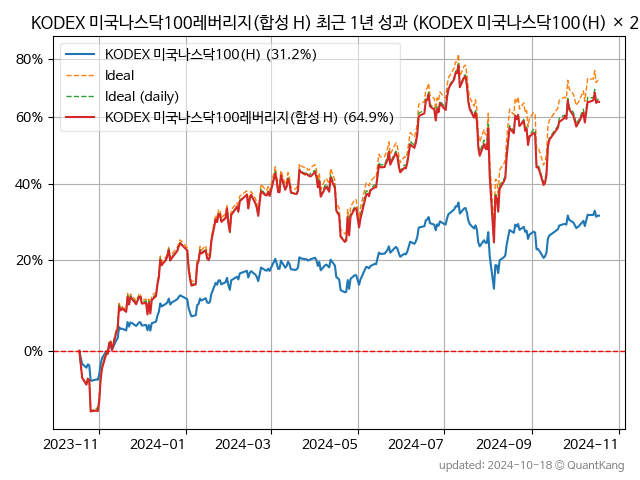 KODEX 미국나스닥100레버리지(합성 H) 최근 1년 성과 (KODEX 미국나스닥100(H) × 2
KODEX 미국나스닥100(H) (31.2%)
Ideal
Ideal (daily)
KODEX 미국나스닥100레버리지(합성 H) (64.9%)
80%
60%
40%
20%
0%
2023-11 2024-01 2024-03 2024-05 2024-07 2024-09 2024-11
updated: 2024-10-18 © QuantKang